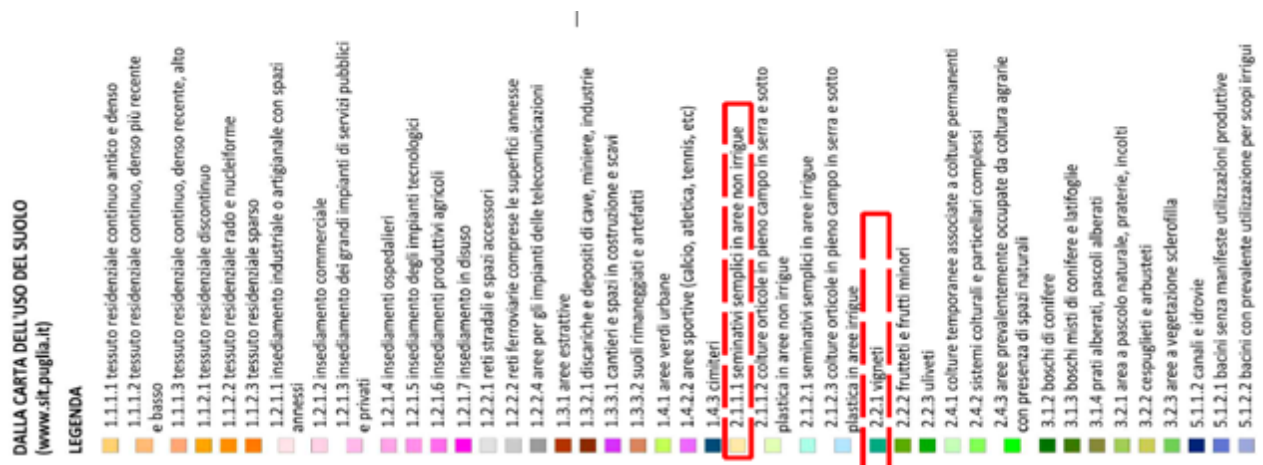 DALLA CARTA DELL'USO DEL SUOLO
(www.sit.puglia.it)
LEGENDA
1.1.1.1 tessuto residenziale continuo antico e denso
1.1.1.2 tessuto residenziale continuo, denso più recente
e basso
1.1.1.3 tessuto residenziale continuo, denso recente, alto
1.1.2.1 tessuto residenziale discontinuo
1.1.2.2 tessuto residenziale rado e nucleiforme
1.1.2.3 tessuto residenziale sparso
1.2.1.1 insediamento industriale o artigianale con spazi
annessi
1.2.1.2 insediamento commerciale
1.2.1.3 insediamento dei grandi impianti di servizi pubblici
e privati
1.2.1.4 insediamenti ospedalieri
1.2.1.5 insediamento degli impianti tecnologici
1.2.1.6 insediamenti produttivi agricoli
1.2.1.7 insediamento in disuso
1.2.2.1 reti stradali e spazi accessori
1.2.2.2 reti ferroviarie comprese le superfici annesse
1.2.2.4 aree per gli impianti delle telecomunicazioni
1.3.1 aree estrattive
1.3.2.1 discariche e depositi di cave, miniere, industrie
1.3.3.1 cantieri e spazi in costruzione e scavi
1.3.3.2 suoli rimaneggiati e artefatti
1.4.1 aree verdi urbane
1.4.2.2 aree sportive (calcio, atletica, tennis, etc)
1.4.3 cimiteri
2.1.1.1 seminativi semplici in aree non irrigue
2.1.1.2 colture orticole in pieno campo in serra e sotto
plastica in aree non irrigue
2.1.2.1 seminativi semplici in aree irrigue
2.1.2.3 colture orticole in pieno campo in serra e sotto
plastica in aree irrigue
2.2.1 vigneti
2.2.2 frutteti e frutti minori
2.2.3 uliveti
2.4.1 colture temporanee associate a colture permanenti
2.4.2 sistemi colturali e particellari complessi
2.4.3 aree prevalentemente occupate da coltura agrarie
con presenza di spazi naturali
3.1.2 boschi di conifere
3.1.3 boschi misti di conifere e latifoglie
3.1.4 prati alberati, pascoli alberati
3.2.1 area a pascolo naturale, praterie, incolti
3.2.2 cespuglieti e arbusteti
3.2.3 aree a vegetazione sclerofilla
5.1.1.2 canali e idrovie
5.1.2.1 bacini senza manifeste utilizzazioni produttive
5.1.2.2 bacini con prevalente utilizzazione per scopi irrigui